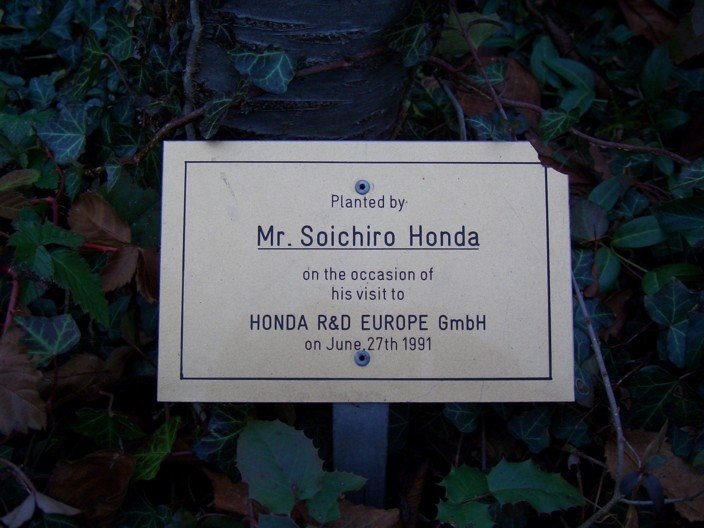 Planted by
Mr. Soichiro Honda
on the occasion of
his visit to
HONDA R&D EUROPE GmbH
on June 27th 1991